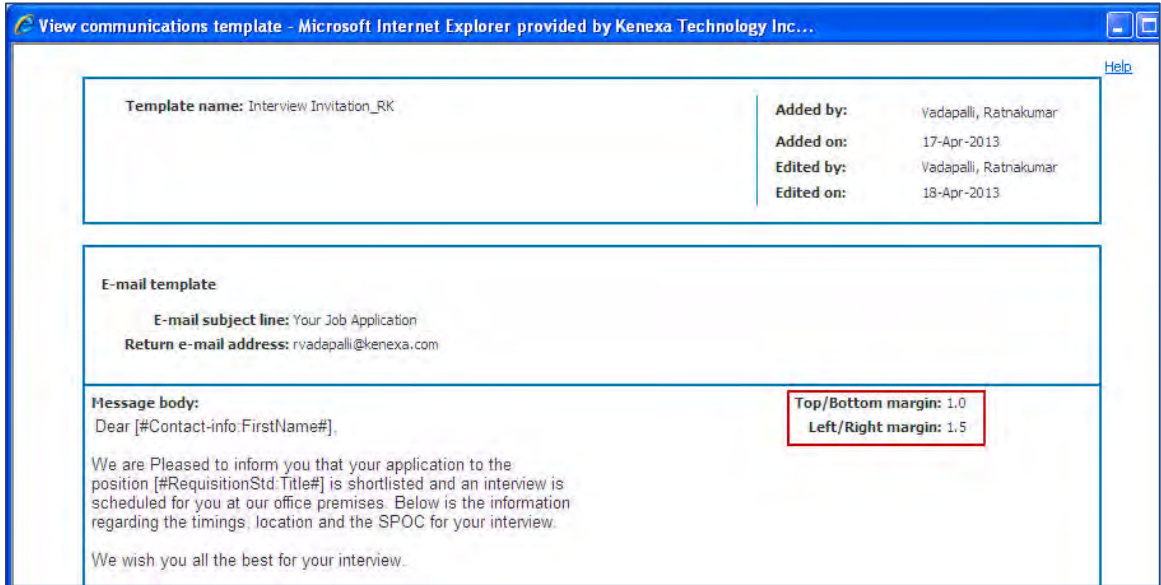 View communications template - Microsoft Internet Explorer provided by Kenexa Technology Inc...
Help
Template name: Interview Invitation_RK
Added by: Vadapalli, Ratnakumar
Added on: 17-Apr-2013
Edited by: Vadapalli, Ratnakumar
Edited on: 18-Apr-2013
E-mail template
E-mail subject line: Your Job Application
Return e-mail address: rvadapalli@kenexa.com
Message body:
Top/Bottom margin: 1.0
Left/Right margin: 1.5
Dear [#Contact-info:FirstName#],
We are Pleased to inform you that your application to the
position [#RequisitionStd:Title#] is shortlisted and an interview is
scheduled for you at our office premises. Below is the information
regarding the timings, location and the SPOC for your interview.
We wish you all the best for your interview.